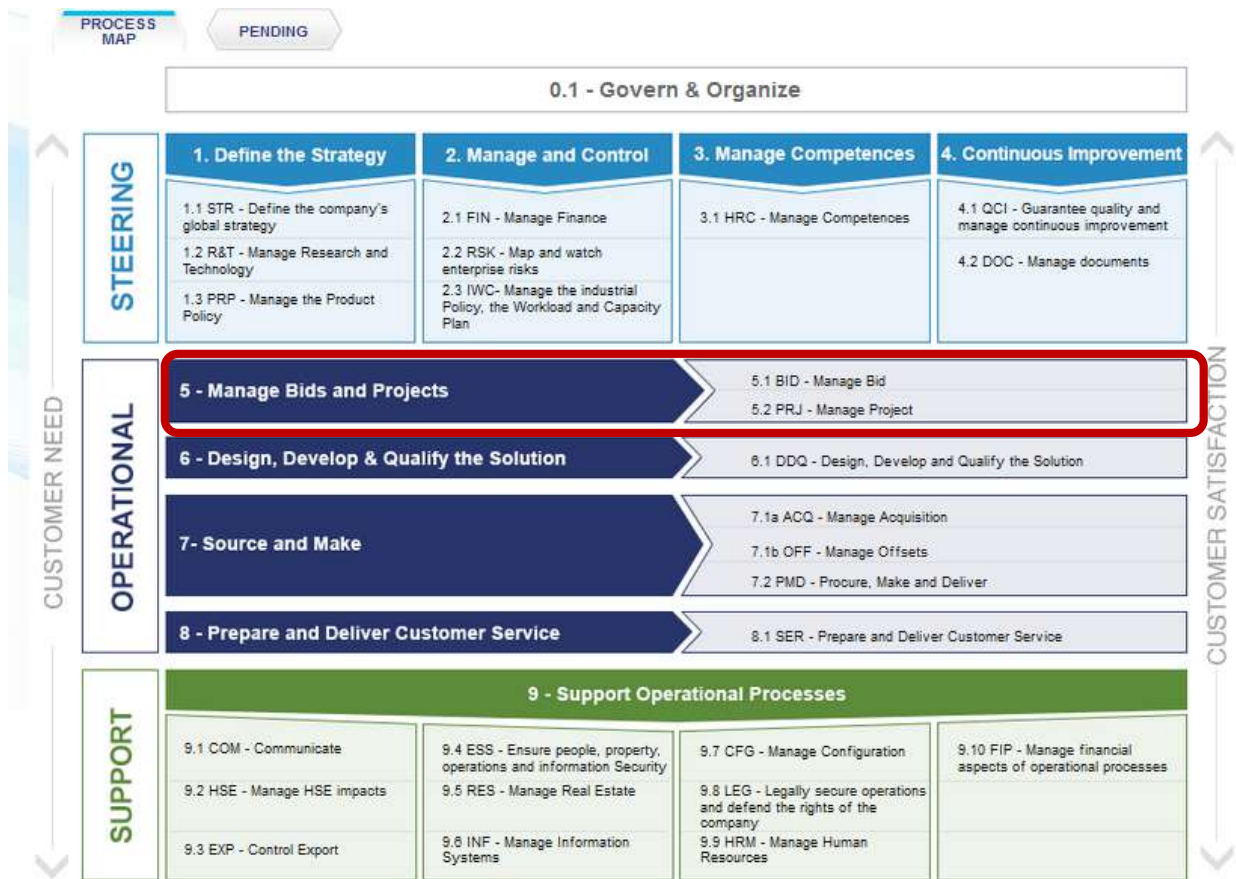 PROCESS
MAP
PENDING
0.1 - Govern & Organize
CUSTOMER NEED
CUSTOMER SATISFACTION
STEERING
1. Define the Strategy
1.1 STR - Define the company's
global strategy
1.2 R&T - Manage Research and
Technology
1.3 PRP - Manage the Product
Policy
2. Manage and Control
2.1 FIN - Manage Finance
2.2 RSK - Map and watch
enterprise risks
2.3 IWC- Manage the industrial
Policy, the Workload and Capacity
Plan
3. Manage Competences
3.1 HRC - Manage Competences
4. Continuous Improvement
4.1 QCI - Guarantee quality and
manage continuous improvement
4.2 DOC - Manage documents
OPERATIONAL
5 - Manage Bids and Projects
5.1 BID - Manage Bid
5.2 PRJ - Manage Project
6 - Design, Develop & Qualify the Solution
6.1 DDQ - Design, Develop and Qualify the Solution
7- Source and Make
7.1a ACQ - Manage Acquisition
7.1b OFF - Manage Offsets
7.2 PMD - Procure, Make and Deliver
8 - Prepare and Deliver Customer Service
8.1 SER - Prepare and Deliver Customer Service
SUPPORT
9 - Support Operational Processes
9.1 COM - Communicate
9.2 HSE - Manage HSE impacts
9.3 EXP - Control Export
9.4 ESS - Ensure people, property,
operations and information Security
9.5 RES - Manage Real Estate
9.6 INF - Manage Information
Systems
9.7 CFG - Manage Configuration
9.8 LEG - Legally secure operations
and defend the rights of the
company
9.9 HRM - Manage Human
Resources
9.10 FIP - Manage financial
aspects of operational processes